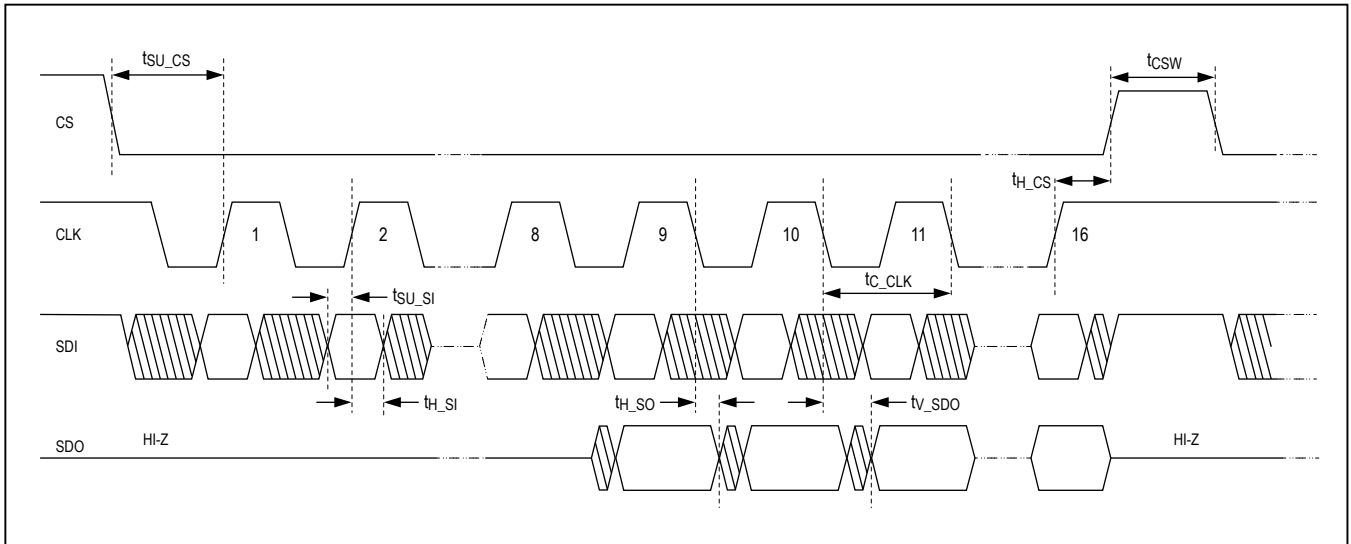 tSU_CS
tCSW
CS
tH_CS
CLK
1
2
8
9
10
11
16
tC_CLK
tSU_SI
SDI
tH_SI
tH_SO
tV_SDO
SDO
HI-Z
HI-Z